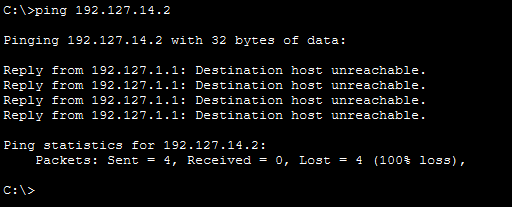 C:\>ping 192.127.14.2
Pinging 192.127.14.2 with 32 bytes of data:
Reply from 192.127.1.1: Destination host unreachable.
Reply from 192.127.1.1: Destination host unreachable.
Reply from 192.127.1.1: Destination host unreachable.
Reply from 192.127.1.1: Destination host unreachable.
Ping statistics for 192.127.14.2:
    Packets: Sent = 4, Received = 0, Lost = 4 (100% loss),
C:\>